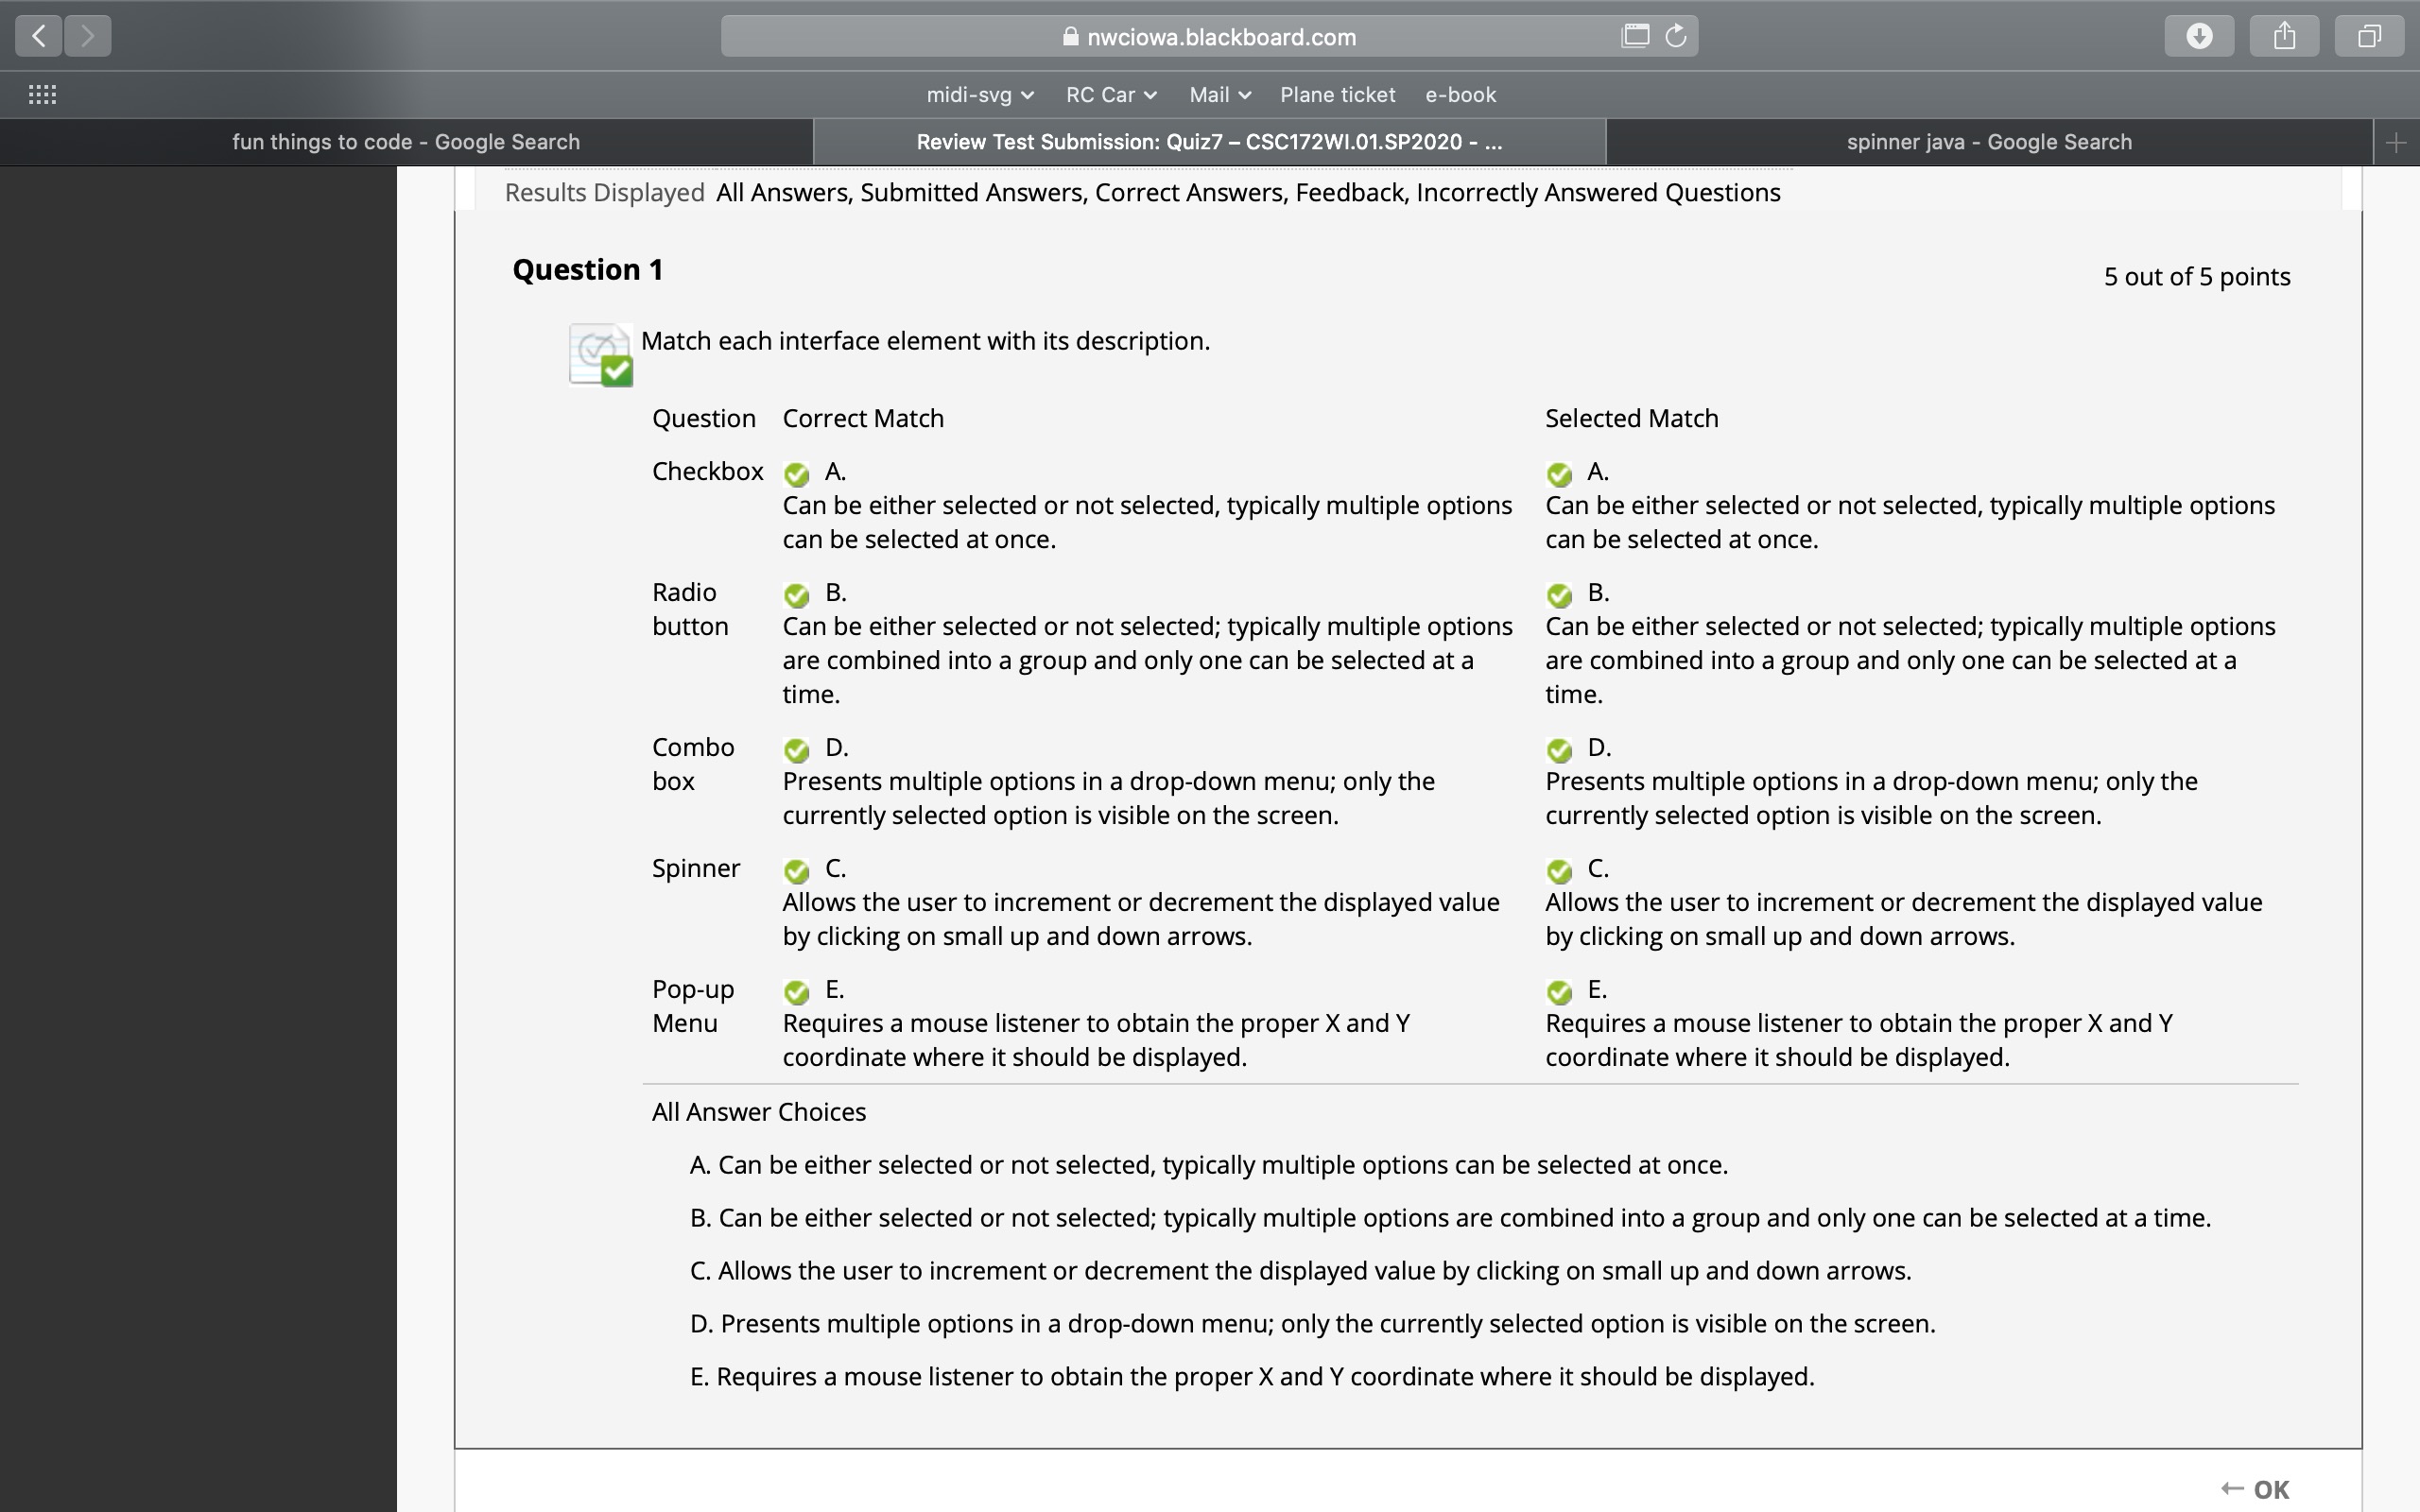 nwciowa.blackboard.com
midi-svg RC Car Mail Plane ticket e-book
fun things to code - Google Search Review Test Submission: Quiz7 – CSC172WI.01.SP2020 - ... spinner java - Google Search
Results Displayed All Answers, Submitted Answers, Correct Answers, Feedback, Incorrectly Answered Questions
Question 1
5 out of 5 points
Match each interface element with its description.
Question Correct Match Selected Match
Checkbox A. A.
Can be either selected or not selected, typically multiple options Can be either selected or not selected, typically multiple options
can be selected at once. can be selected at once.
Radio B. B.
button Can be either selected or not selected; typically multiple options Can be either selected or not selected; typically multiple options
are combined into a group and only one can be selected at a are combined into a group and only one can be selected at a
time. time.
Combo D. D.
box Presents multiple options in a drop-down menu; only the Presents multiple options in a drop-down menu; only the
currently selected option is visible on the screen. currently selected option is visible on the screen.
Spinner C. C.
Allows the user to increment or decrement the displayed value Allows the user to increment or decrement the displayed value
by clicking on small up and down arrows. by clicking on small up and down arrows.
Pop-up E. E.
Menu Requires a mouse listener to obtain the proper X and Y Requires a mouse listener to obtain the proper X and Y
coordinate where it should be displayed. coordinate where it should be displayed.
All Answer Choices
A. Can be either selected or not selected, typically multiple options can be selected at once.
B. Can be either selected or not selected; typically multiple options are combined into a group and only one can be selected at a time.
C. Allows the user to increment or decrement the displayed value by clicking on small up and down arrows.
D. Presents multiple options in a drop-down menu; only the currently selected option is visible on the screen.
E. Requires a mouse listener to obtain the proper X and Y coordinate where it should be displayed.
← OK